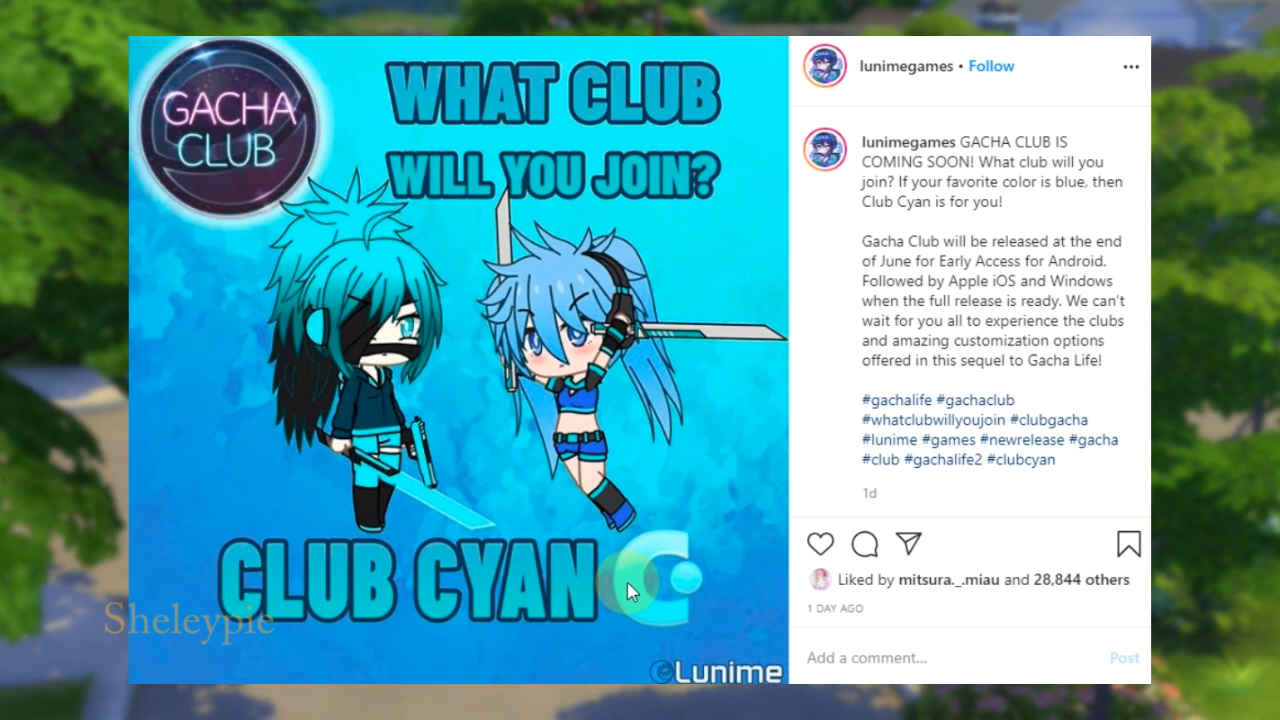 GACHA
CLUB
WHAT CLUB
WILL YOU JOIN?
CLUB CYAN
Sheleypie
©Lunime
lunimegames • Follow
lunimegames GACHA CLUB IS
COMING SOON! What club will you
join? If your favorite color is blue, then
Club Cyan is for you!
Gacha Club will be released at the end
of June for Early Access for Android.
Followed by Apple iOS and Windows
when the full release is ready. We can't
wait for you all to experience the clubs
and amazing customization options
offered in this sequel to Gacha Life!
#gachalife #gachaclub
#whatclubwillyoujoin #clubgacha
#lunime #games #newrelease #gacha
#club #gachalife2 #clubcyan
1d
Liked by mitsura._.miau and 28,844 others
1 DAY AGO
Add a comment...
Post